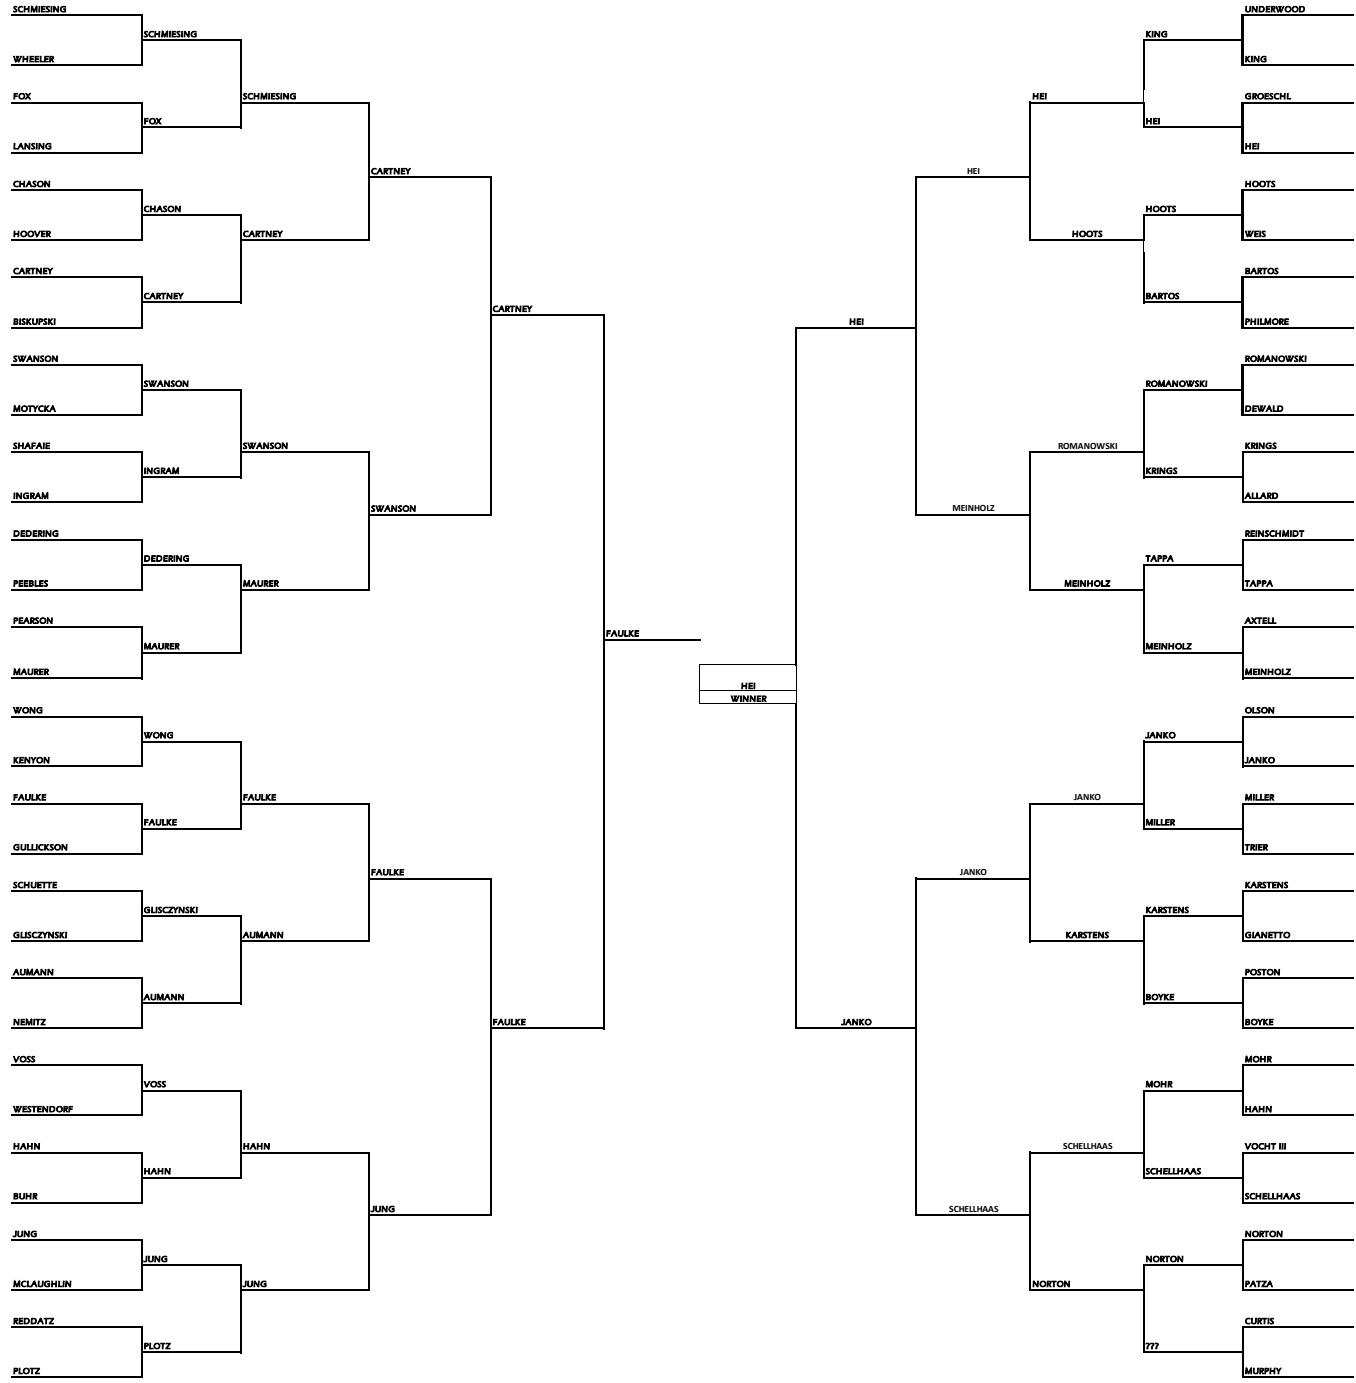 SCHMIESING
WHEELER
FOX
LANSING
CHASON
HOOVER
CARTNEY
BISKUPSKI
SWANSON
MOTYCKA
SHAFAIE
INGRAM
DEDERING
PEEBLES
PEARSON
MAURER
WONG
KENYON
FAULKE
GULLICKSON
SCHUETTE
GLISCZYNSKI
AUMANN
NEMITZ
VOSS
WESTENDORF
HAHN
BUHR
JUNG
MCLAUGHLIN
REDDATZ
PLOTZ
SCHMIESING
FOX
CHASON
CARTNEY
SWANSON
INGRAM
DEDERING
MAURER
WONG
FAULKE
GLISCZYNSKI
AUMANN
VOSS
HAHN
JUNG
PLOTZ
SCHMIESING
CARTNEY
SWANSON
MAURER
FAULKE
AUMANN
HAHN
JUNG
CARTNEY
SWANSON
FAULKE
JUNG
CARTNEY
FAULKE
FAULKE
HEI
WINNER
HEI
JANKO
HEI
MEINHOLZ
JANKO
SCHELLHAAS
HEI
HOOTS
ROMANOWSKI
MEINHOLZ
JANKO
KARSTENS
SCHELLHAAS
NORTON
KING
HEI
HOOTS
BARTOS
ROMANOWSKI
KRINGS
TAPPA
MEINHOLZ
JANKO
MILLER
KARSTENS
BOYKE
MOHR
SCHELLHAAS
NORTON
???
UNDERWOOD
KING
GROESCHL
HEI
HOOTS
WEIS
BARTOS
PHILMORE
ROMANOWSKI
DEWALD
KRINGS
ALLARD
REINSCHMIDT
TAPPA
AXTELL
MEINHOLZ
OLSON
JANKO
MILLER
TRIER
KARSTENS
GIANETTO
POSTON
BOYKE
MOHR
HAHN
VOCHT III
SCHELLHAAS
NORTON
PATZA
CURTIS
MURPHY